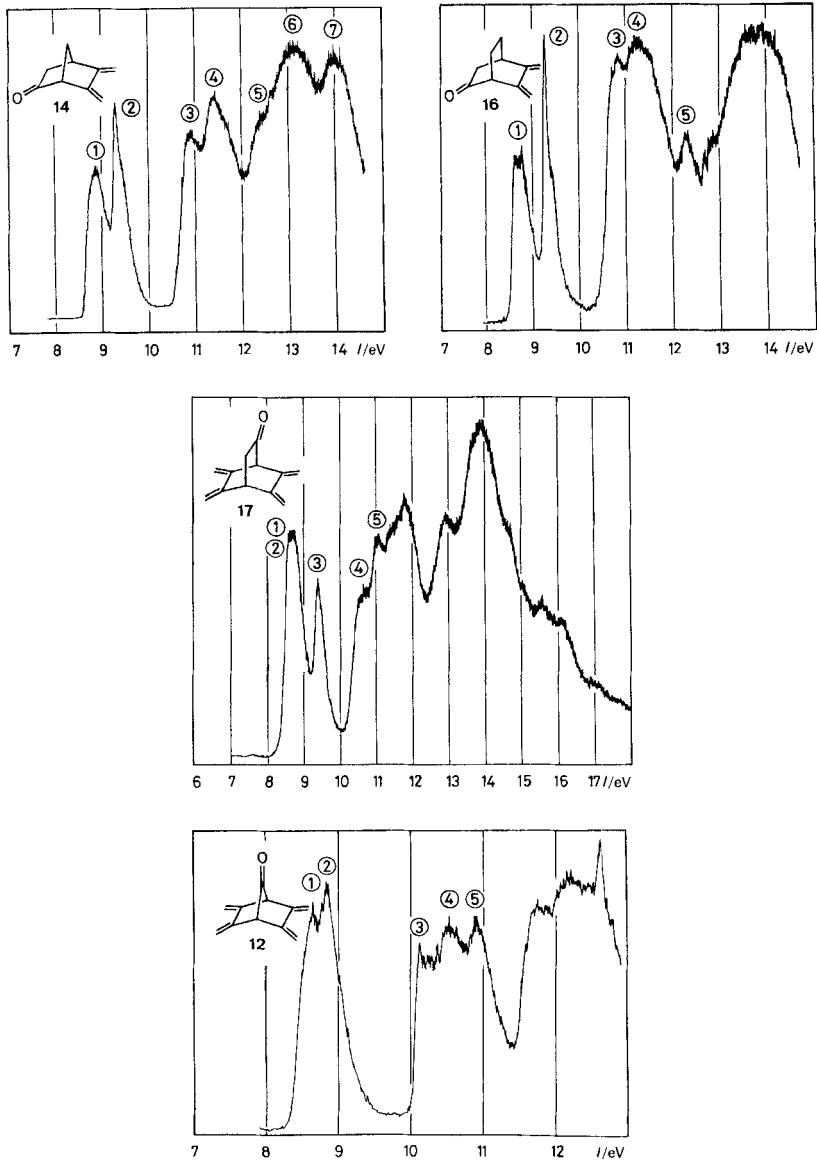 ① ② ③ ④ ⑤ ⑥ ⑦
O
14
7 8 9 10 11 12 13 14 I/eV
① ② ③ ④ ⑤
O
16
7 8 9 10 11 12 13 14 I/eV
① ② ③ ④ ⑤
O
17
6 7 8 9 10 11 12 13 14 15 16 17 I/eV
① ② ③ ④ ⑤
O
12
7 8 9 10 11 12 I/eV